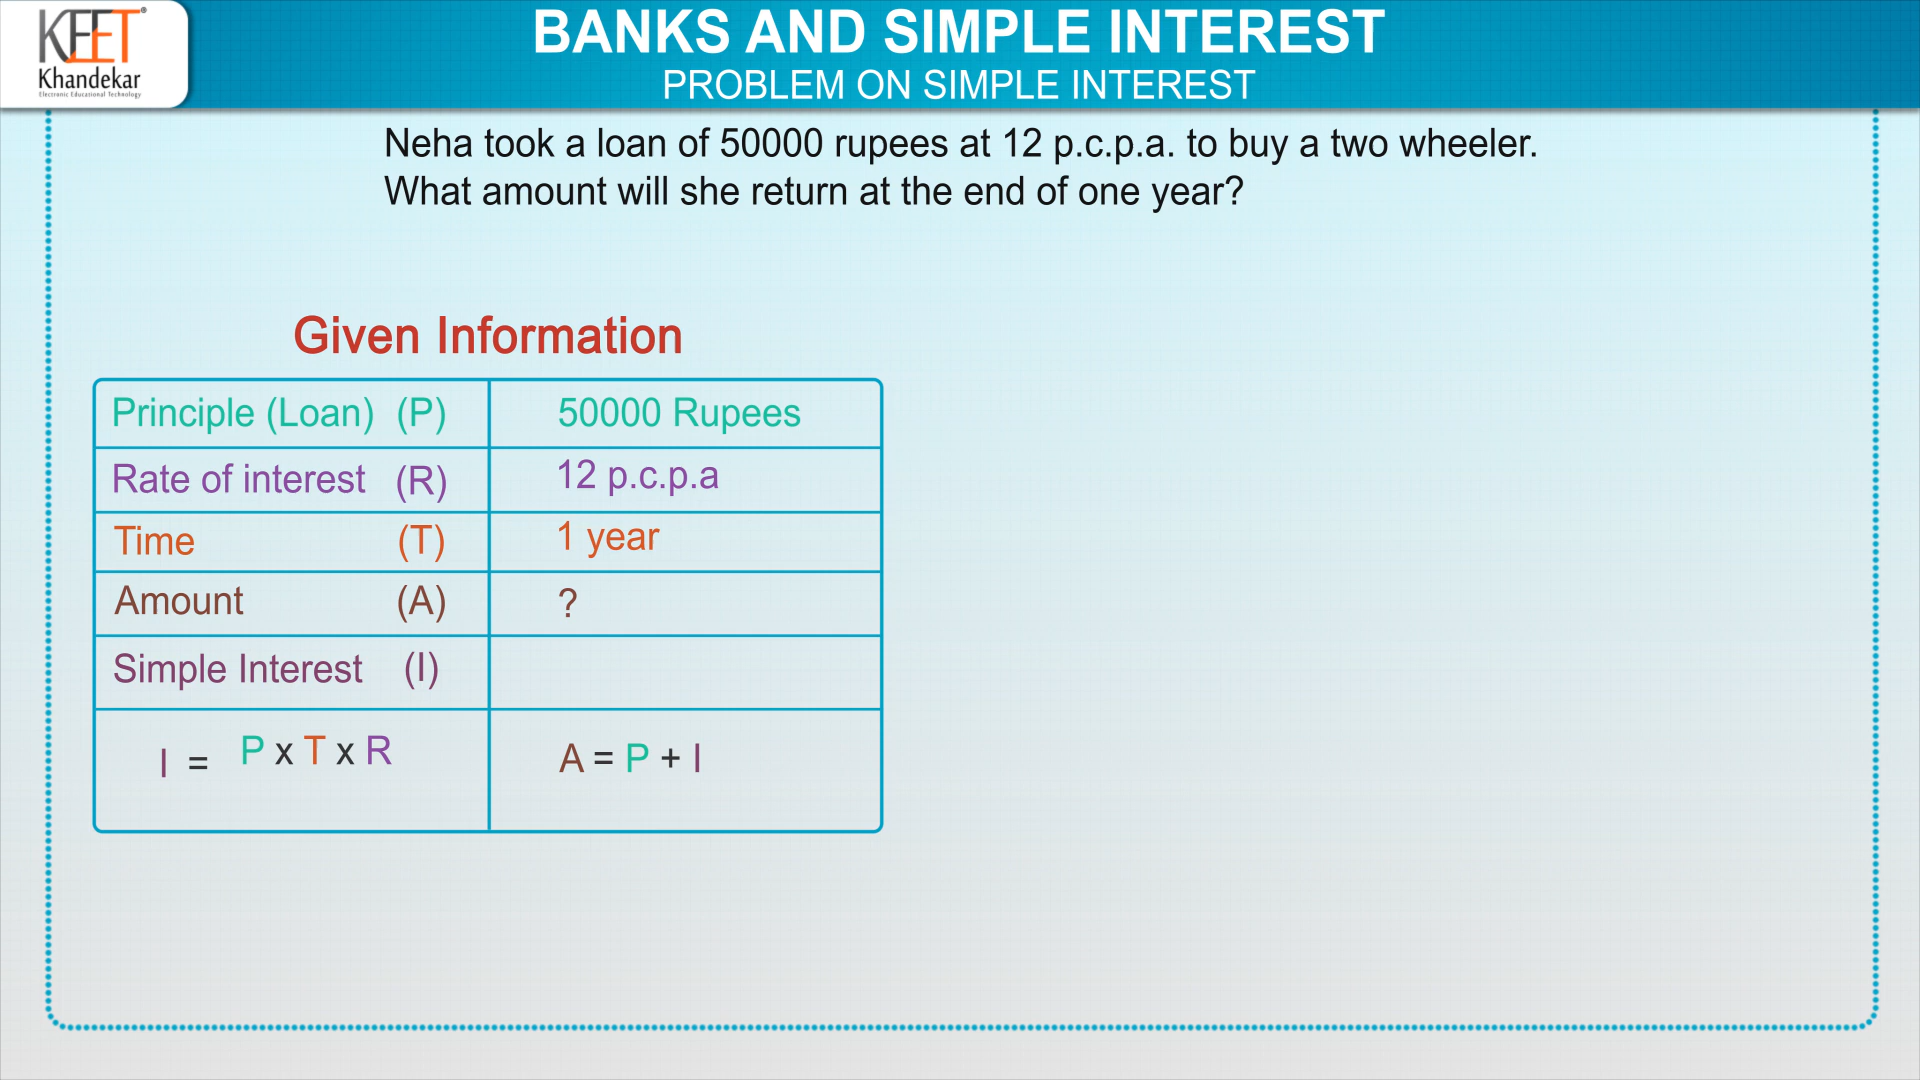 KEET®
Khandekar
Electronic Educational Technology
BANKS AND SIMPLE INTEREST
PROBLEM ON SIMPLE INTEREST
Neha took a loan of 50000 rupees at 12 p.c.p.a. to buy a two wheeler.
What amount will she return at the end of one year?
Given Information
Principle (Loan) (P) 50000 Rupees
Rate of interest (R) 12 p.c.p.a
Time (T) 1 year
Amount (A) ?
Simple Interest (I)
I = P x T x R A = P + I